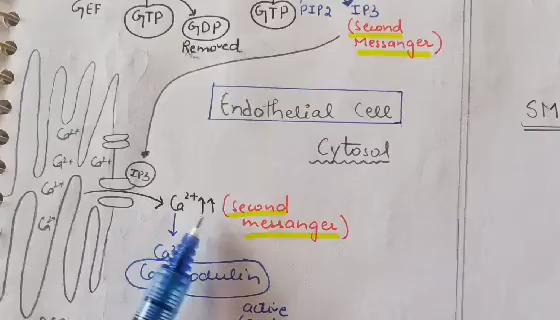 GEF
GTP
GDP
Removed
GTP
PIP2
IP3
(second
Messanger)
Endothelial Cell
Cytosol
SM
Ca2+
Ca2+
Ca2+
IP3
Ca2+
Ca2+
Ca2+↑↑ (second
messanger)
active